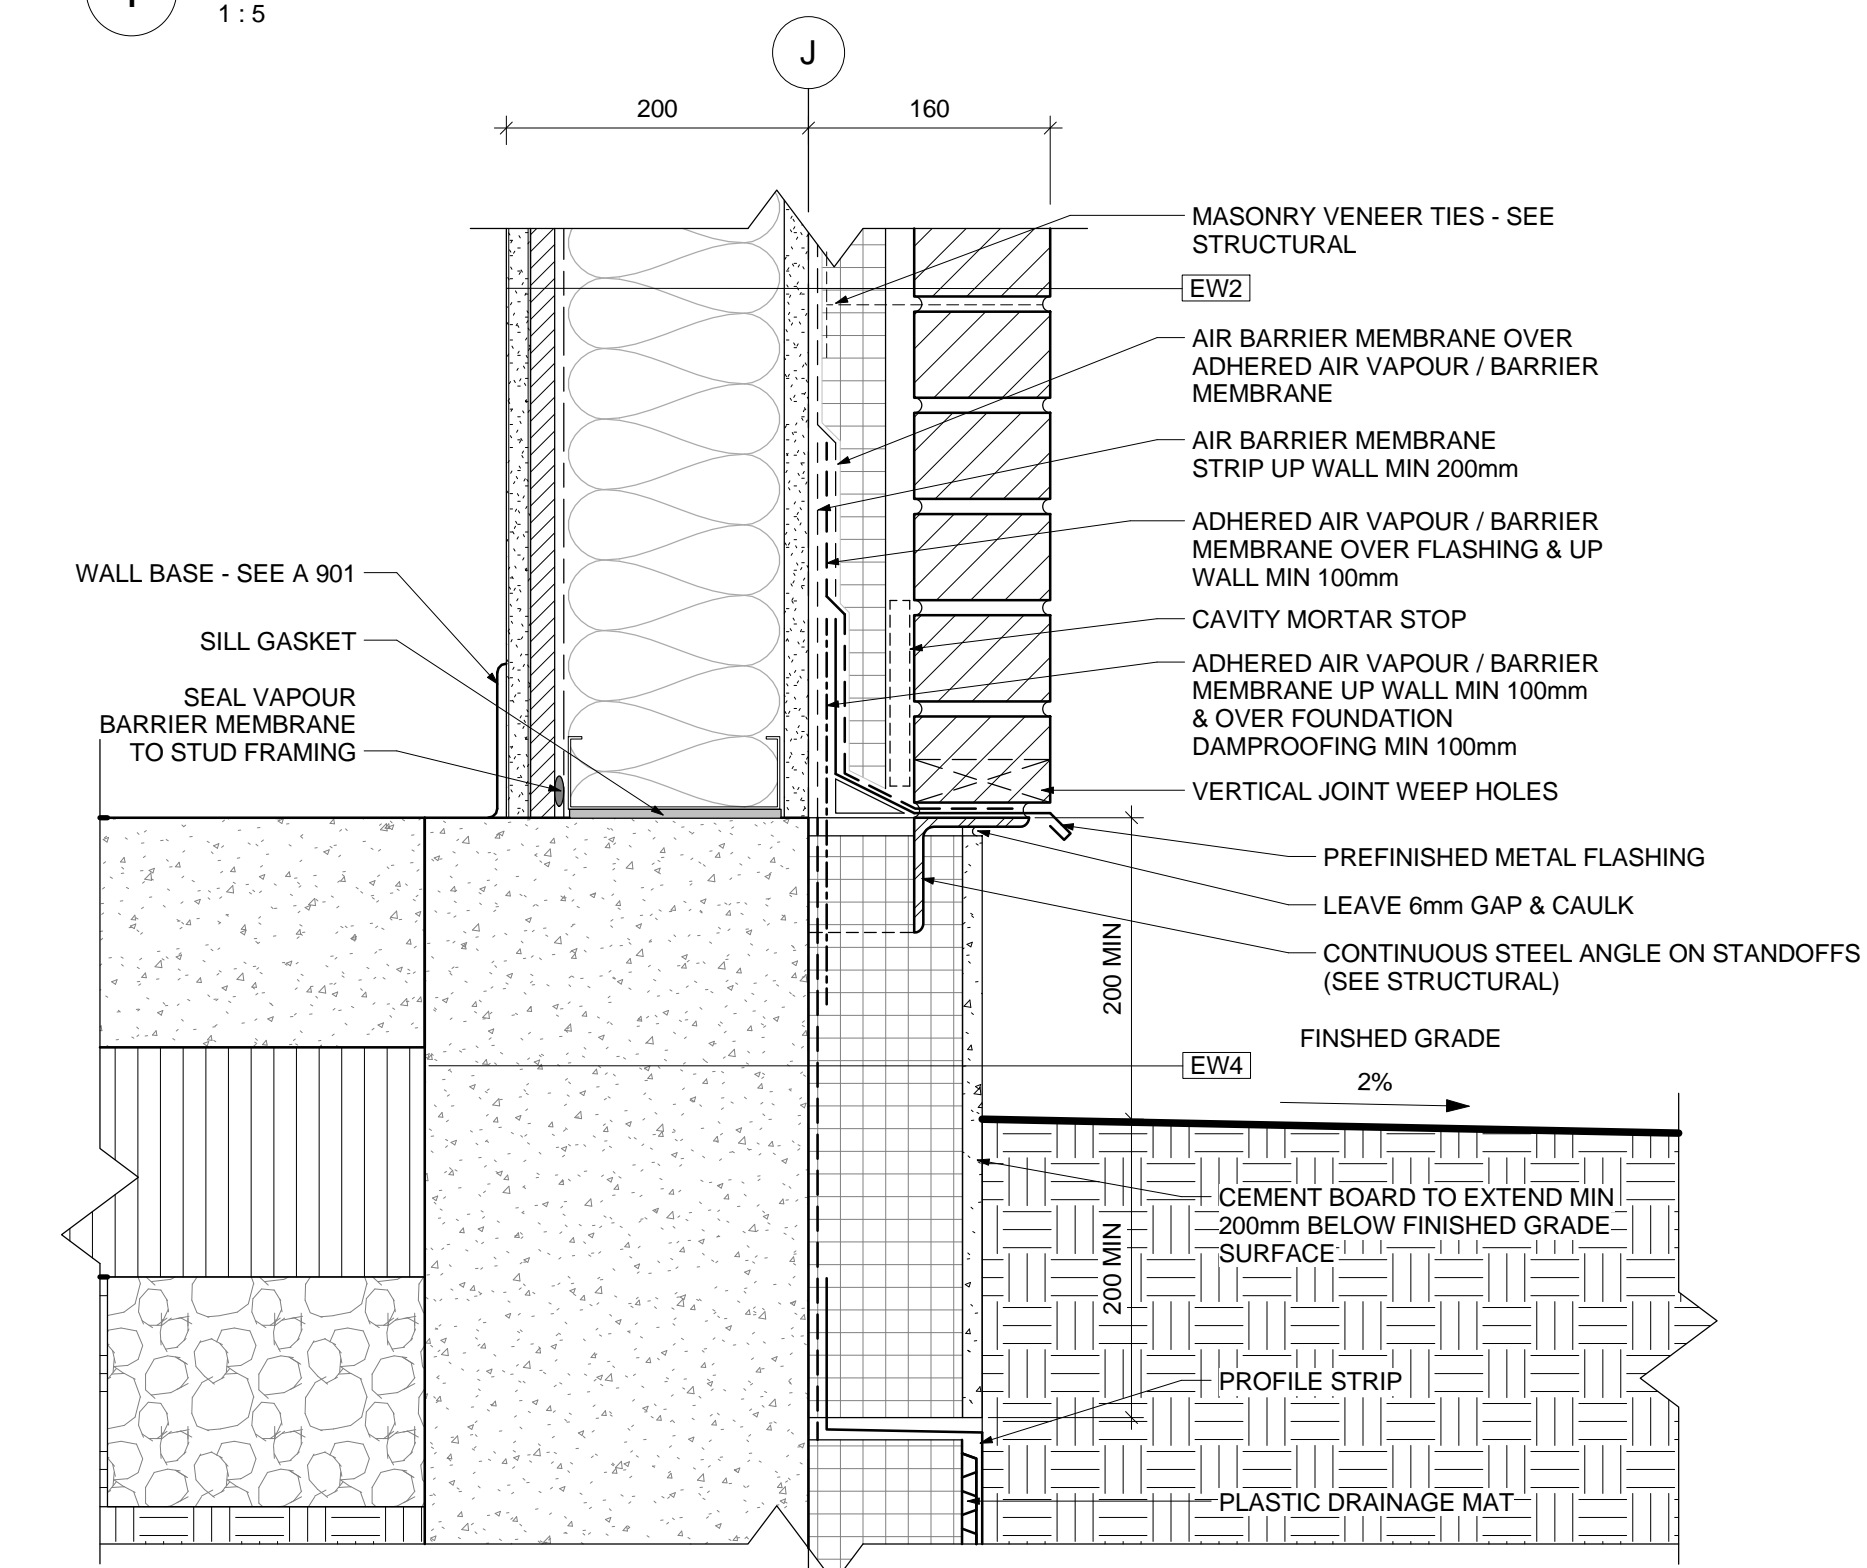 1 : 5
J
200
160
MASONRY VENEER TIES - SEE
STRUCTURAL
EW2
AIR BARRIER MEMBRANE OVER
ADHERED AIR VAPOUR / BARRIER
MEMBRANE
AIR BARRIER MEMBRANE
STRIP UP WALL MIN 200mm
ADHERED AIR VAPOUR / BARRIER
MEMBRANE OVER FLASHING & UP
WALL MIN 100mm
WALL BASE - SEE A 901
CAVITY MORTAR STOP
SILL GASKET
ADHERED AIR VAPOUR / BARRIER
MEMBRANE UP WALL MIN 100mm
& OVER FOUNDATION
DAMPROOFING MIN 100mm
SEAL VAPOUR
BARRIER MEMBRANE
TO STUD FRAMING
VERTICAL JOINT WEEP HOLES
PREFINISHED METAL FLASHING
LEAVE 6mm GAP & CAULK
CONTINUOUS STEEL ANGLE ON STANDOFFS
(SEE STRUCTURAL)
200 MIN
FINSHED GRADE
EW4
2%
CEMENT BOARD TO EXTEND MIN
200mm BELOW FINISHED GRADE
SURFACE
200 MIN
PROFILE STRIP
PLASTIC DRAINAGE MAT